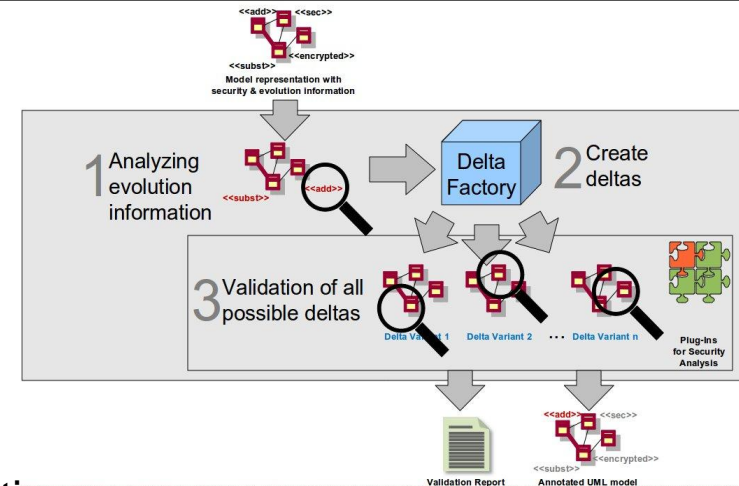 <<add>> <<sec>>
<<encrypted>>
<<subst>>
Model representation with
security & evolution information
1 Analyzing
evolution
information
<<subst>>
<<add>>
Delta
Factory
2 Create
deltas
3 Validation of all
possible deltas
Delta Variant 1 Delta Variant 2 ... Delta Variant n
Plug-Ins
for Security
Analysis
<<add>> <<sec>>
<<encrypted>>
<<subst>>
Validation Report Annotated UML model